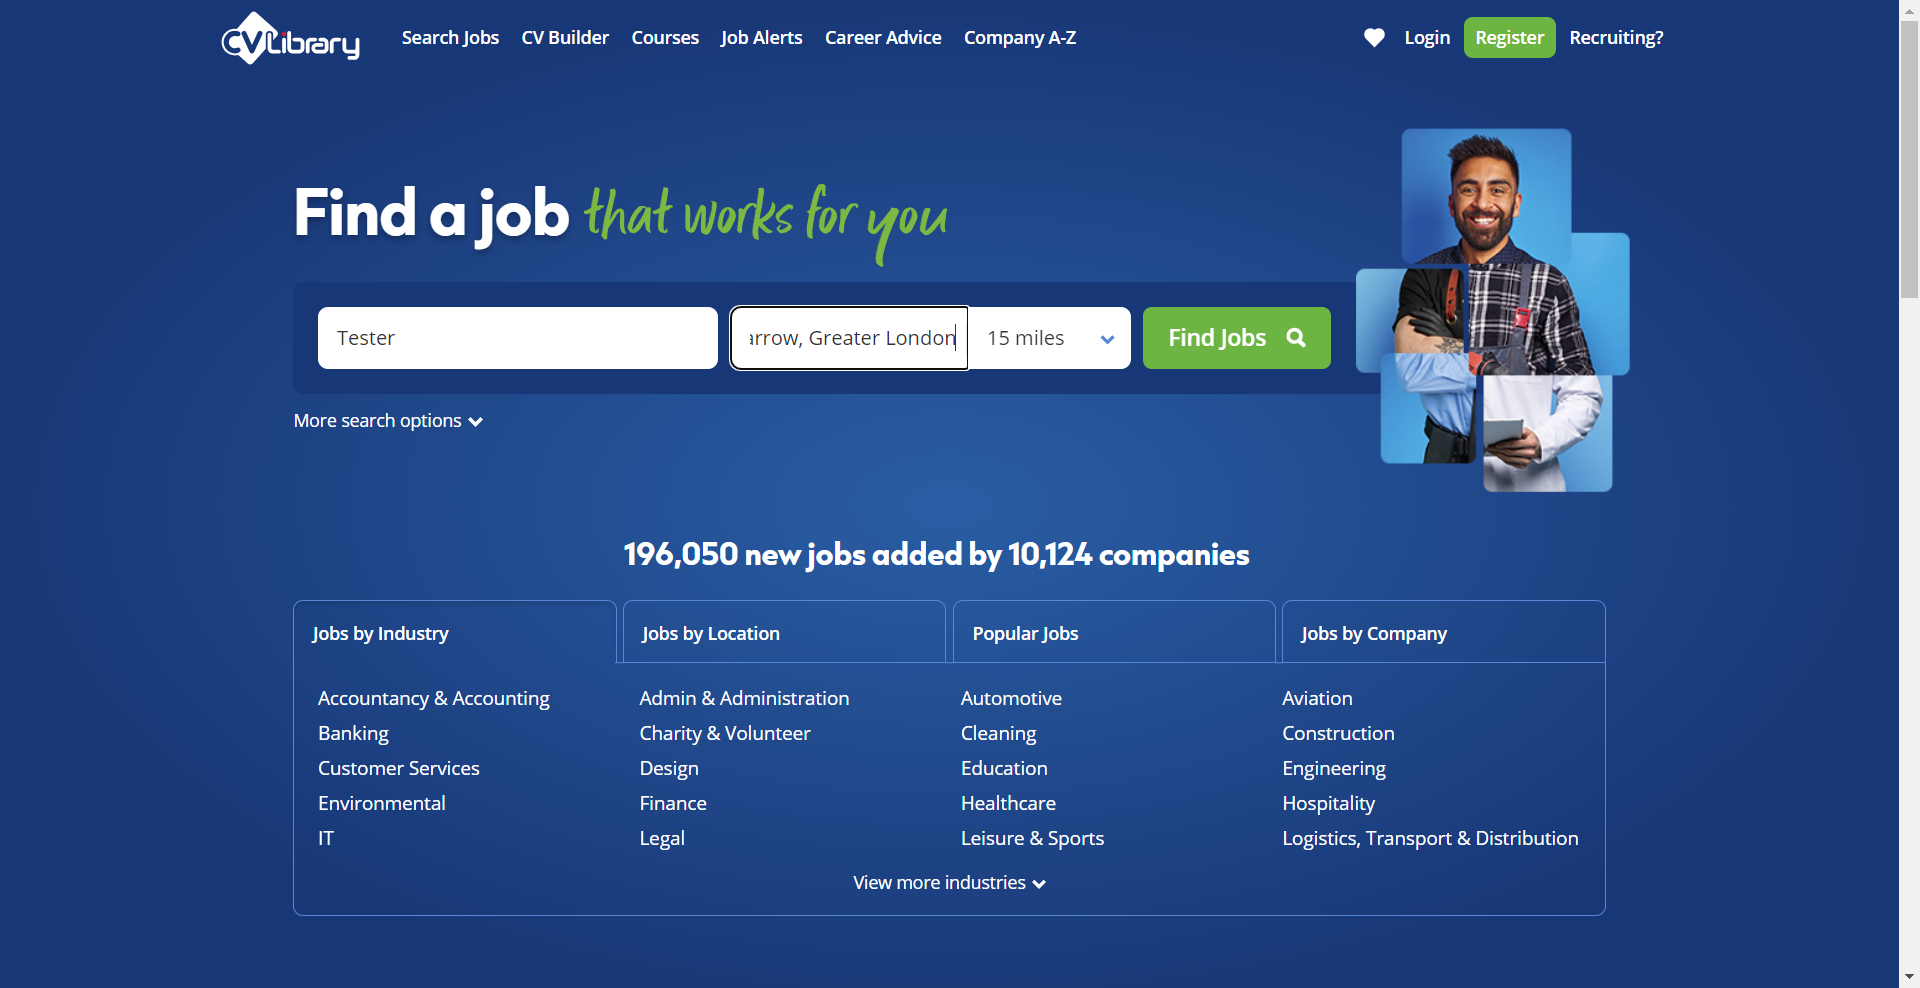 CVLibrary
Search Jobs CV Builder Courses Job Alerts Career Advice Company A-Z Login Register Recruiting?
Find a job that works for you
Tester arrow, Greater London 15 miles Find Jobs
More search options
196,050 new jobs added by 10,124 companies
Jobs by Industry Jobs by Location Popular Jobs Jobs by Company
Accountancy & Accounting Admin & Administration Automotive Aviation
Banking Charity & Volunteer Cleaning Construction
Customer Services Design Education Engineering
Environmental Finance Healthcare Hospitality
IT Legal Leisure & Sports Logistics, Transport & Distribution
View more industries